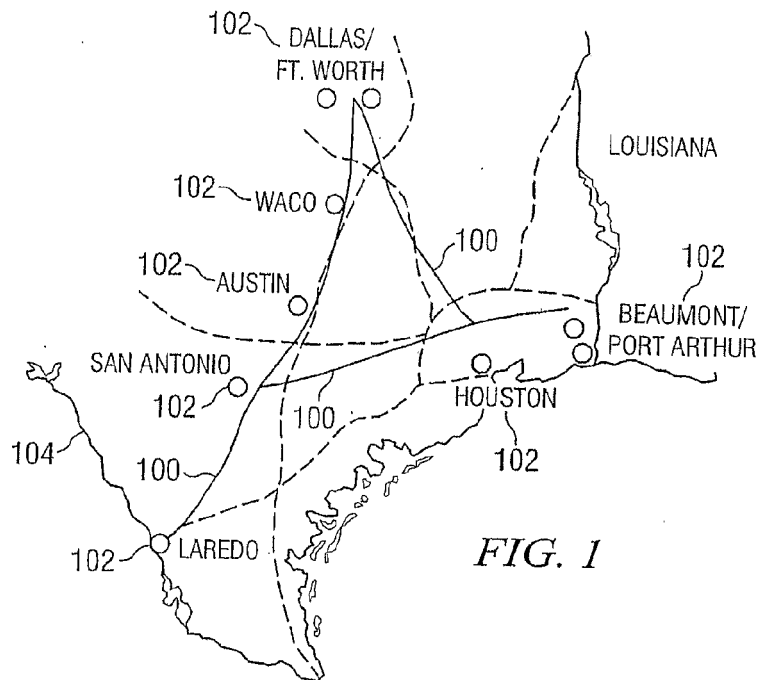 102
DALLAS/
FT. WORTH
LOUISIANA
102
WACO
100
102
102
AUSTIN
BEAUMONT/
PORT ARTHUR
SAN ANTONIO
102
HOUSTON
100
104
100
102
FIG. 1
102
LAREDO